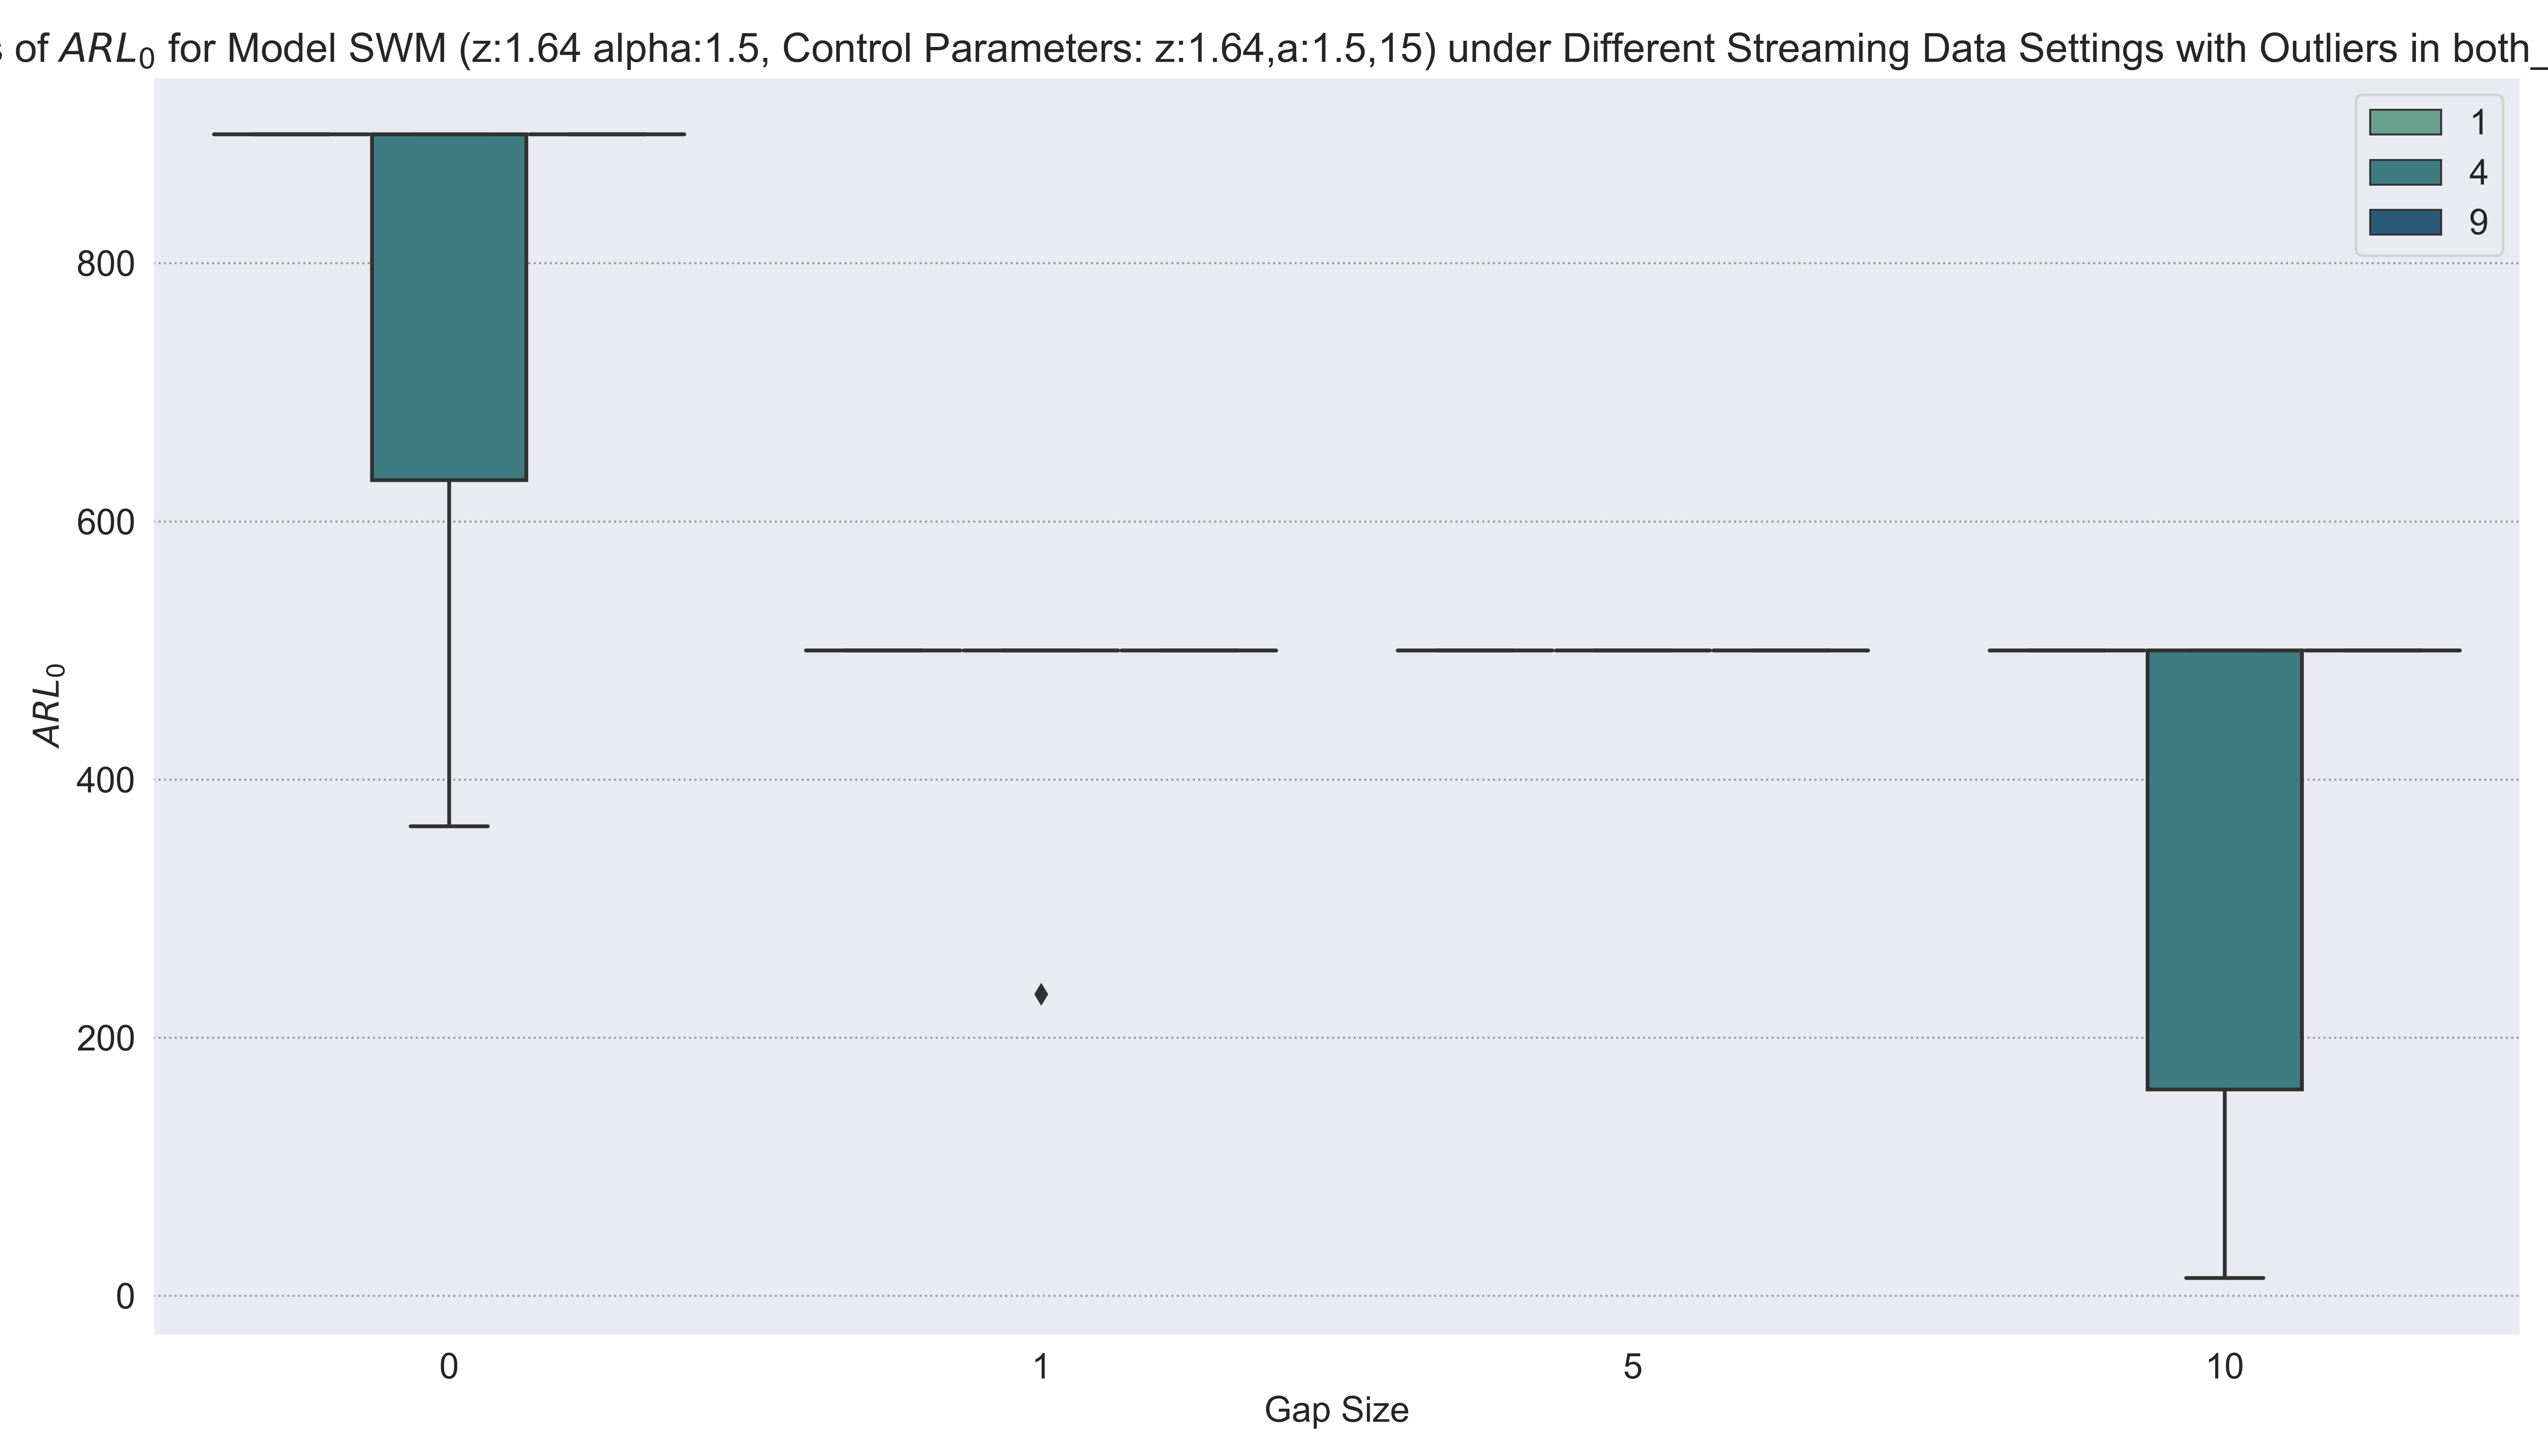 of ARL₀ for Model SWM (z:1.64 alpha:1.5, Control Parameters: z:1.64,a:1.5,15) under Different Streaming Data Settings with Outliers in both_
1
4
9
800
600
400
200
0
ARL₀
0 1 5 10
Gap Size